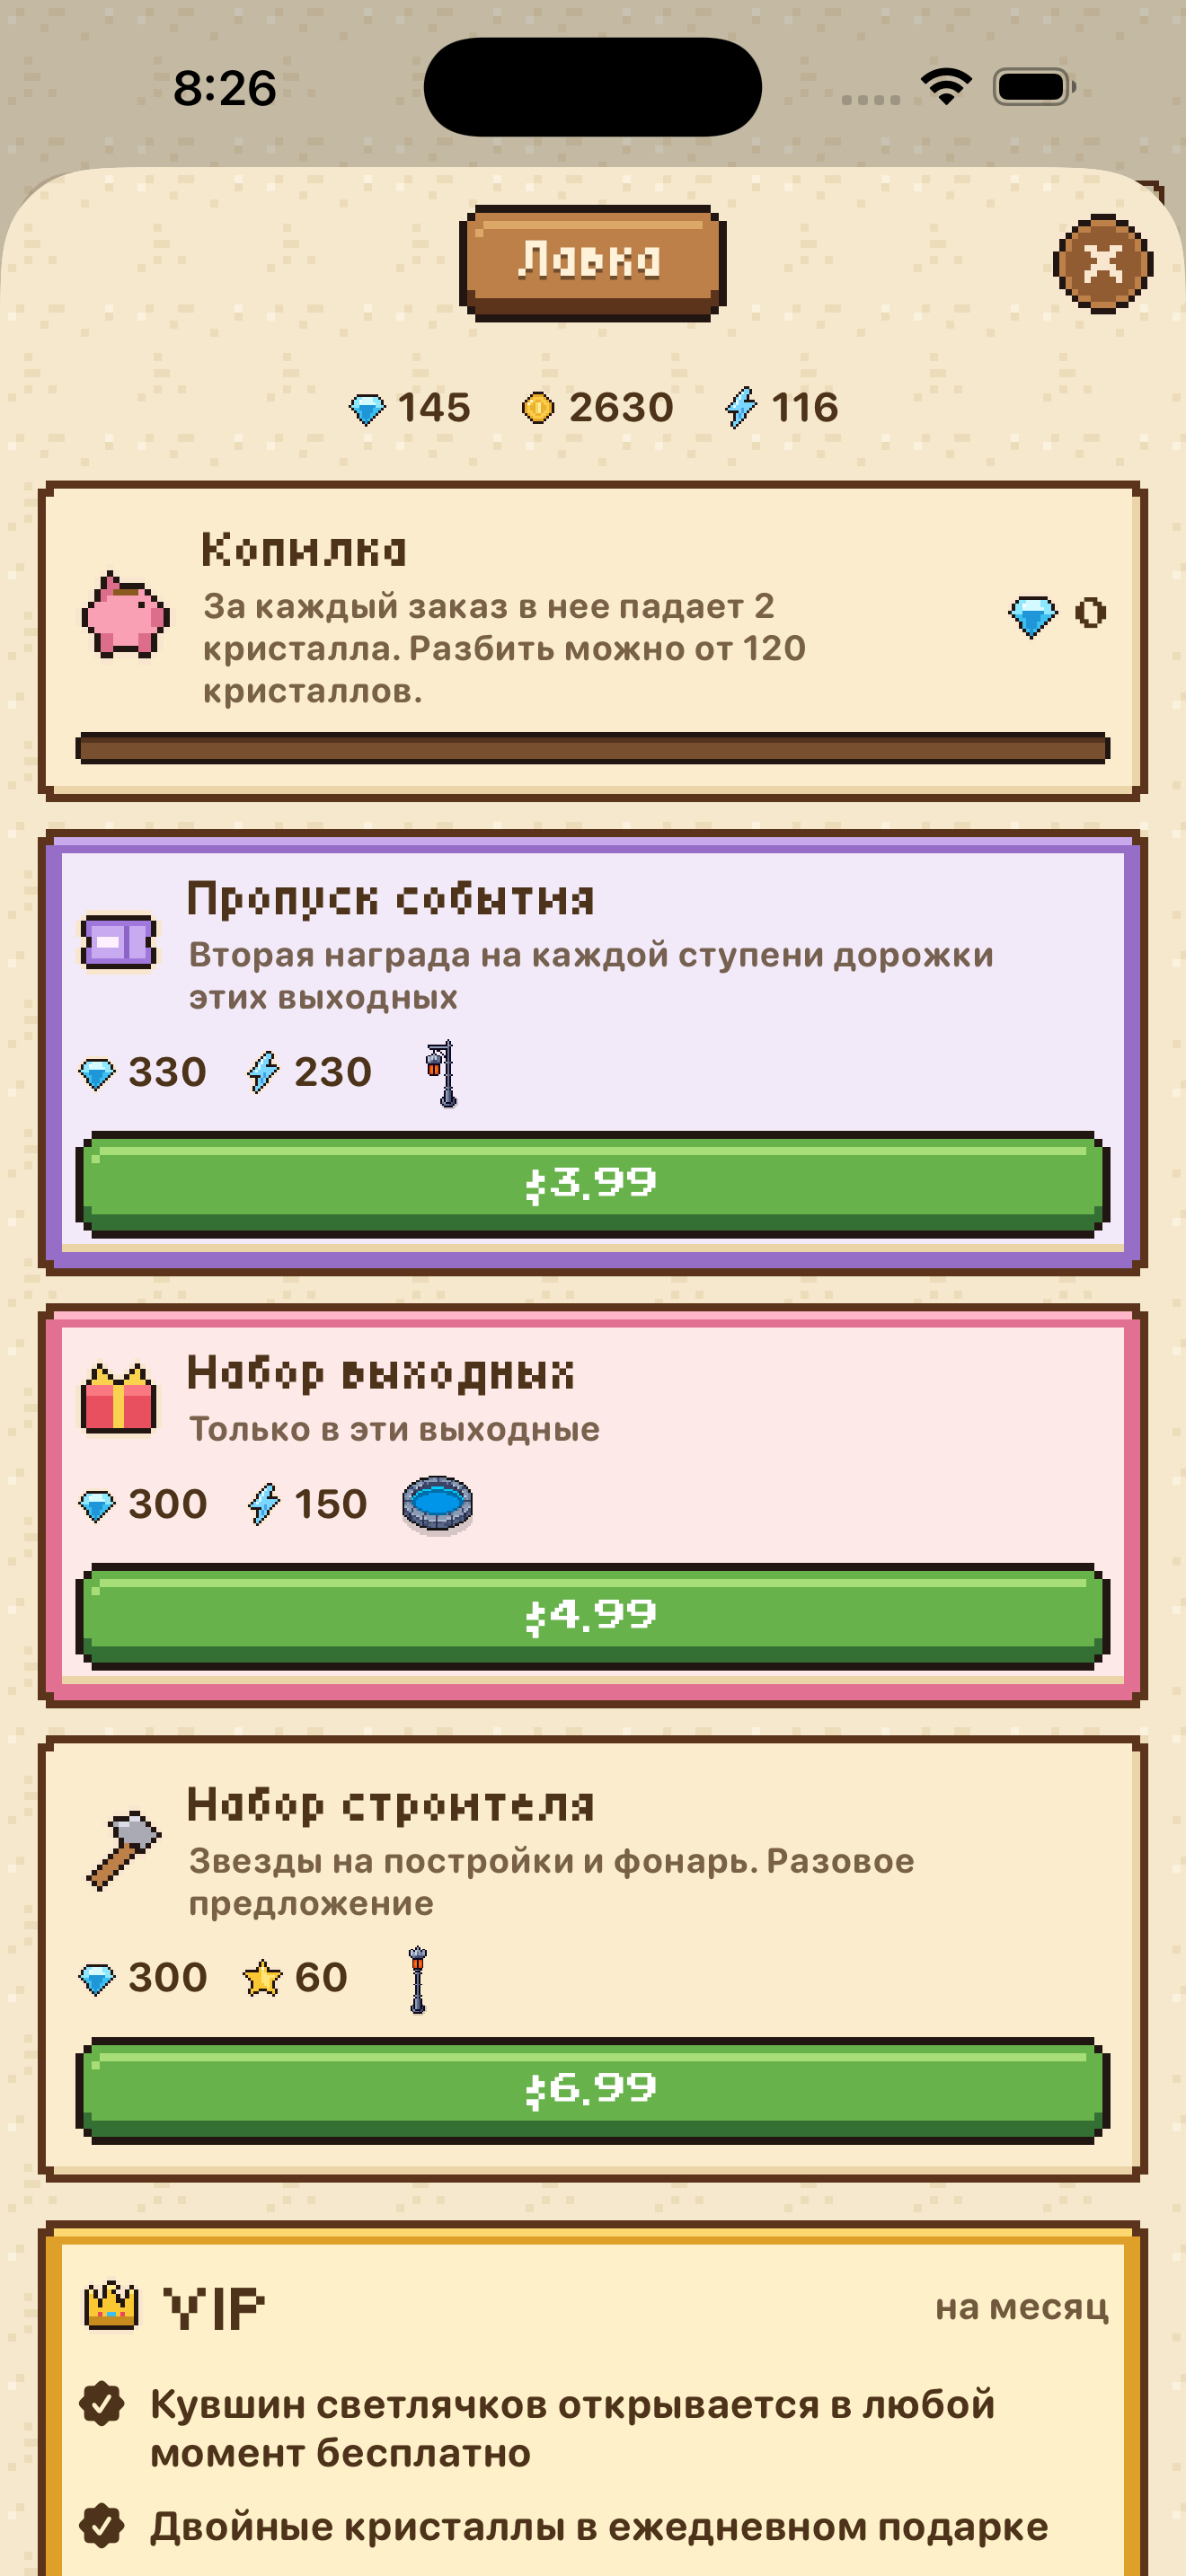 8:26
Лавка
145 2630 116
Копилка
За каждый заказ в нее падает 2
кристалла. Разбить можно от 120
кристаллов.
0
Пропуск события
Вторая награда на каждой ступени дорожки
этих выходных
330 230
$3.99
Набор выходных
Только в эти выходные
300 150
$4.99
Набор строителя
Звезды на постройки и фонарь. Разовое
предложение
300 60
$6.99
VIP
на месяц
Кувшин светлячков открывается в любой
момент бесплатно
Двойные кристаллы в ежедневном подарке